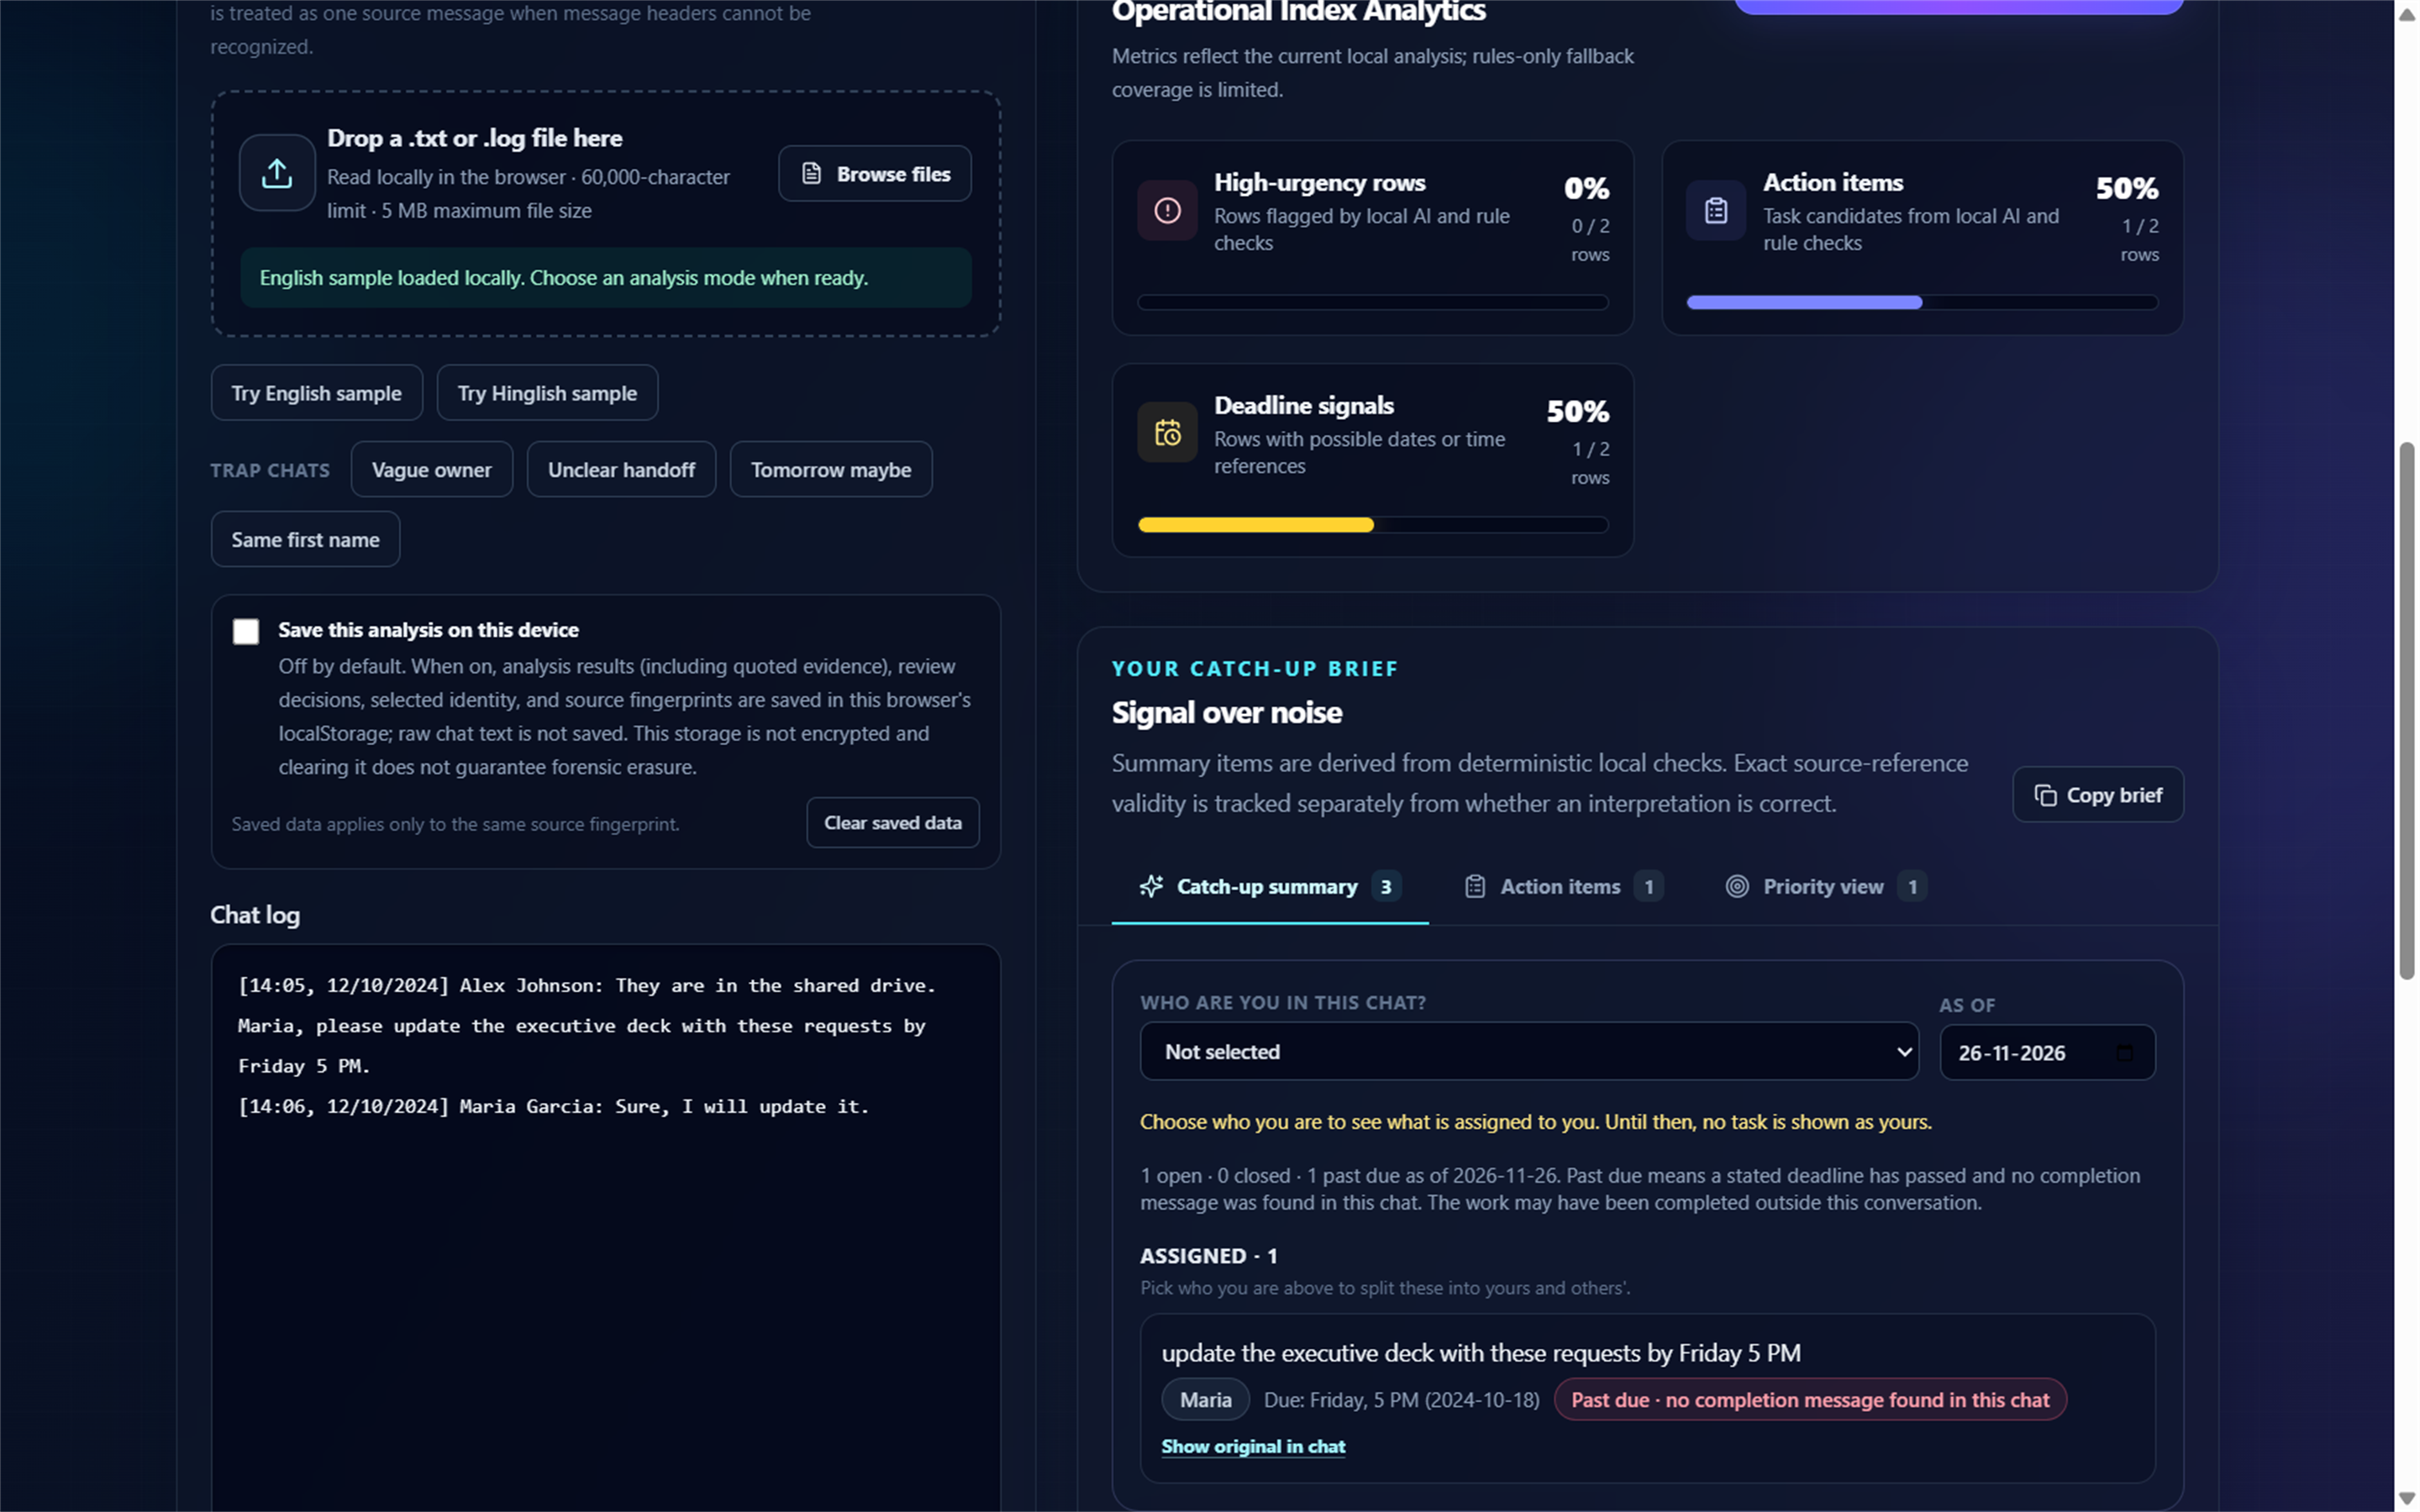 is treated as one source message when message headers cannot be
recognized.
Drop a .txt or .log file here
Read locally in the browser · 60,000-character
limit · 5 MB maximum file size
Browse files
English sample loaded locally. Choose an analysis mode when ready.
Try English sample
Try Hinglish sample
TRAP CHATS
Vague owner
Unclear handoff
Tomorrow maybe
Same first name
Save this analysis on this device
Off by default. When on, analysis results (including quoted evidence), review
decisions, selected identity, and source fingerprints are saved in this browser's
localStorage; raw chat text is not saved. This storage is not encrypted and
clearing it does not guarantee forensic erasure.
Saved data applies only to the same source fingerprint.
Clear saved data
Chat log
[14:05, 12/10/2024] Alex Johnson: They are in the shared drive.
Maria, please update the executive deck with these requests by
Friday 5 PM.
[14:06, 12/10/2024] Maria Garcia: Sure, I will update it.
Operational Index Analytics
Metrics reflect the current local analysis; rules-only fallback
coverage is limited.
High-urgency rows
Rows flagged by local AI and rule
checks
0%
0 / 2
rows
Action items
Task candidates from local AI and
rule checks
50%
1 / 2
rows
Deadline signals
Rows with possible dates or time
references
50%
1 / 2
rows
YOUR CATCH-UP BRIEF
Signal over noise
Summary items are derived from deterministic local checks. Exact source-reference
validity is tracked separately from whether an interpretation is correct.
Copy brief
Catch-up summary 3
Action items 1
Priority view 1
WHO ARE YOU IN THIS CHAT?
Not selected
AS OF
26-11-2026
Choose who you are to see what is assigned to you. Until then, no task is shown as yours.
1 open · 0 closed · 1 past due as of 2026-11-26. Past due means a stated deadline has passed and no completion
message was found in this chat. The work may have been completed outside this conversation.
ASSIGNED · 1
Pick who you are above to split these into yours and others'.
update the executive deck with these requests by Friday 5 PM
Maria
Due: Friday, 5 PM (2024-10-18)
Past due · no completion message found in this chat
Show original in chat